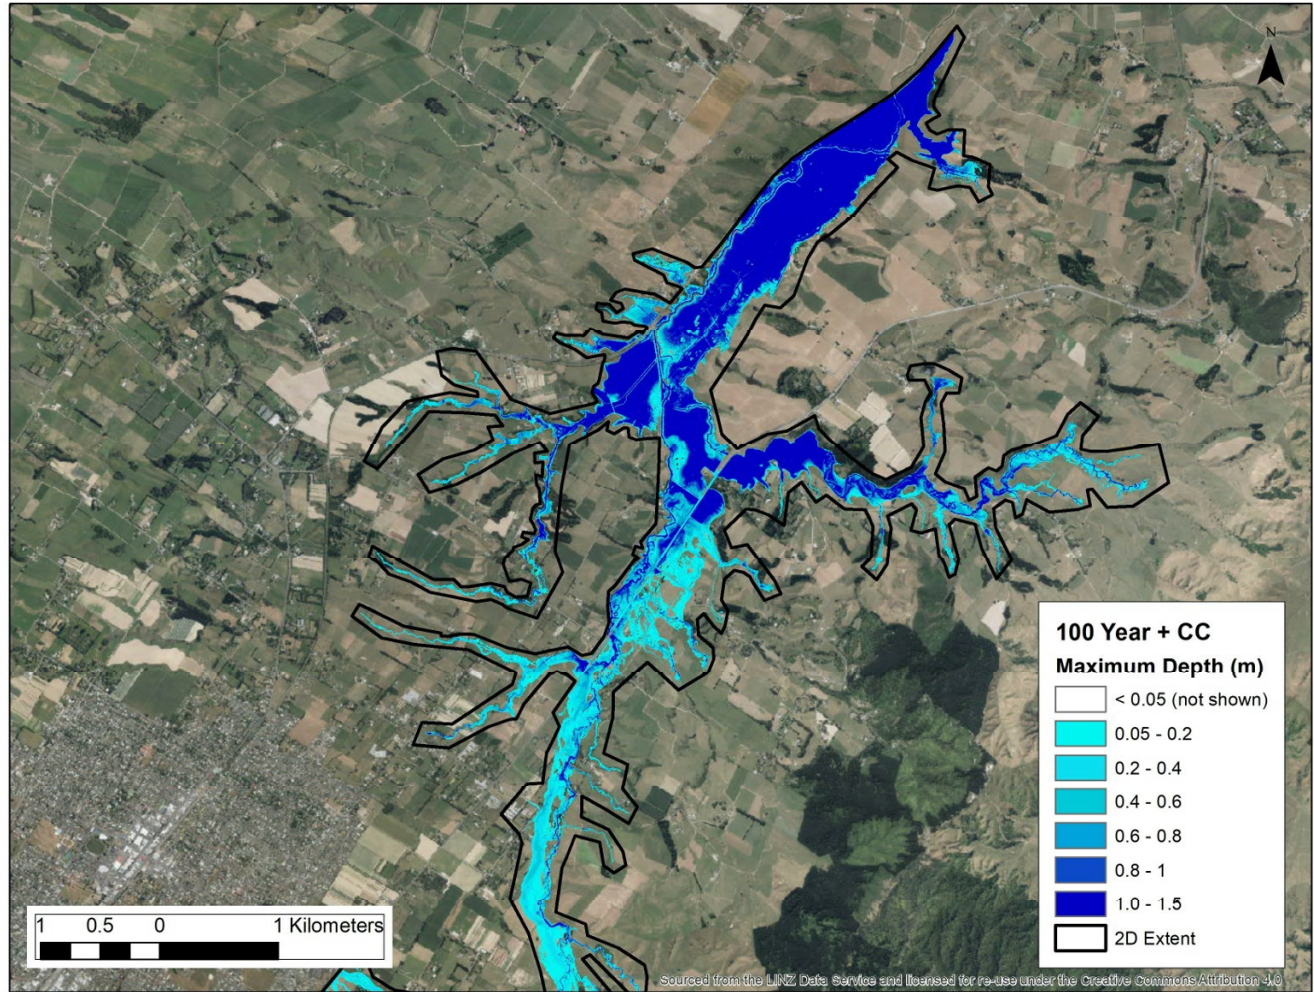 N
100 Year + CC
Maximum Depth (m)
< 0.05 (not shown)
0.05 - 0.2
0.2 - 0.4
0.4 - 0.6
0.6 - 0.8
0.8 - 1
1.0 - 1.5
2D Extent
1 0.5 0 1 Kilometers
Sourced from the LINZ Data Service and licensed for re-use under the Creative Commons Attribution 4.0